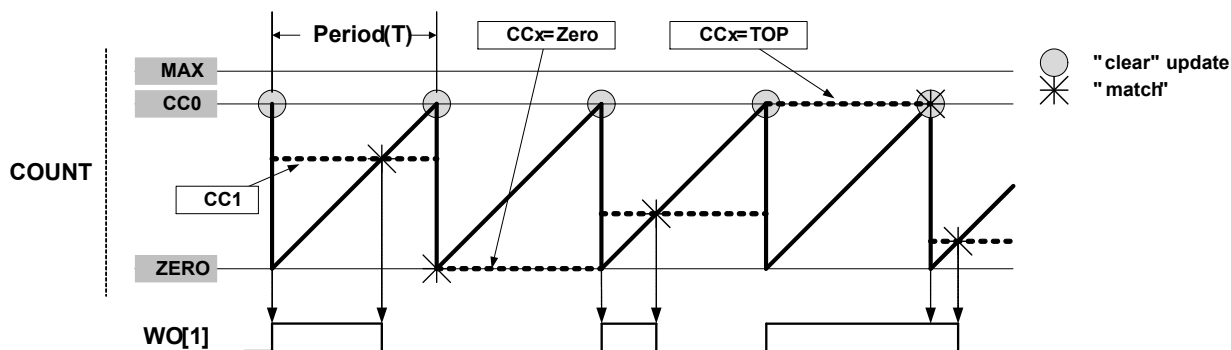 Period(T)
CCx=Zero
CCx=TOP
"clear" update
"match"
MAX
CC0
COUNT
CC1
ZERO
WO[1]